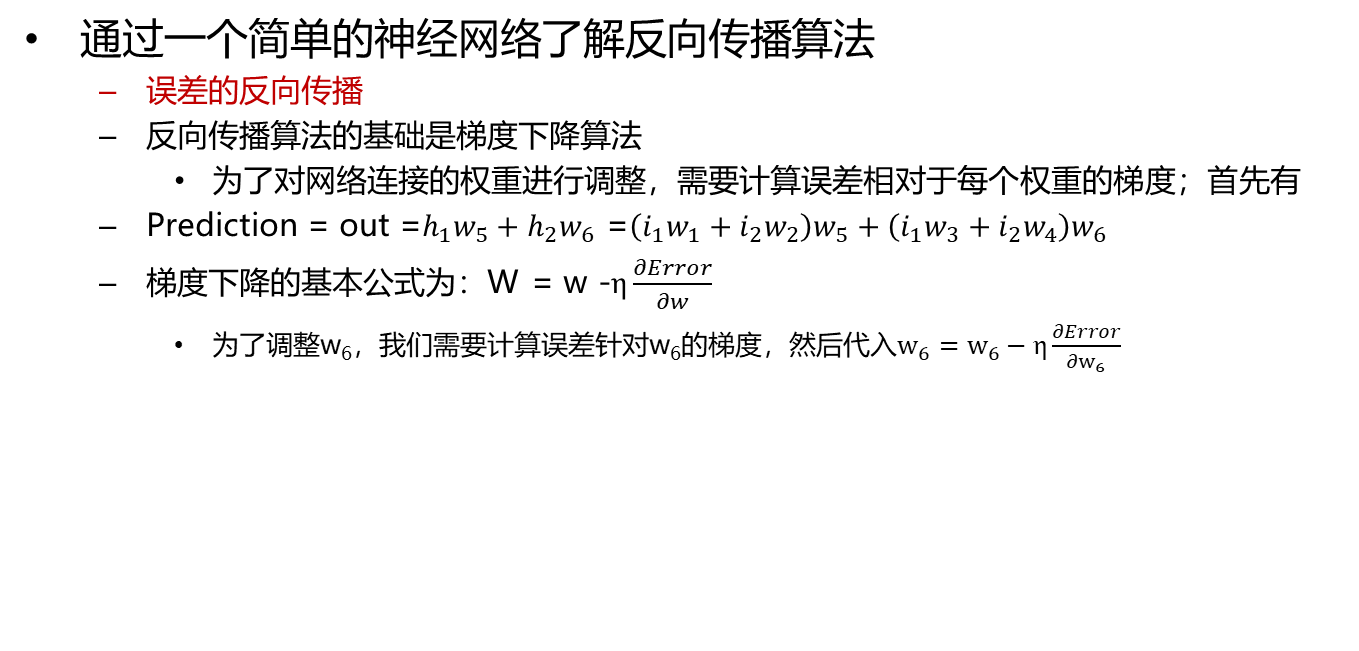 • 通过一个简单的神经网络了解反向传播算法
– 误差的反向传播
– 反向传播算法的基础是梯度下降算法
• 为了对网络连接的权重进行调整，需要计算误差相对于每个权重的梯度；首先有
– Prediction = out =h₁w₅ + h₂w₆ =(i₁w₁ + i₂w₂)w₅ + (i₁w₃ + i₂w₄)w₆
– 梯度下降的基本公式为：W = w -η ∂Error/∂w
• 为了调整w₆，我们需要计算误差针对w₆的梯度，然后代入w₆ = w₆ − η ∂Error/∂w₆